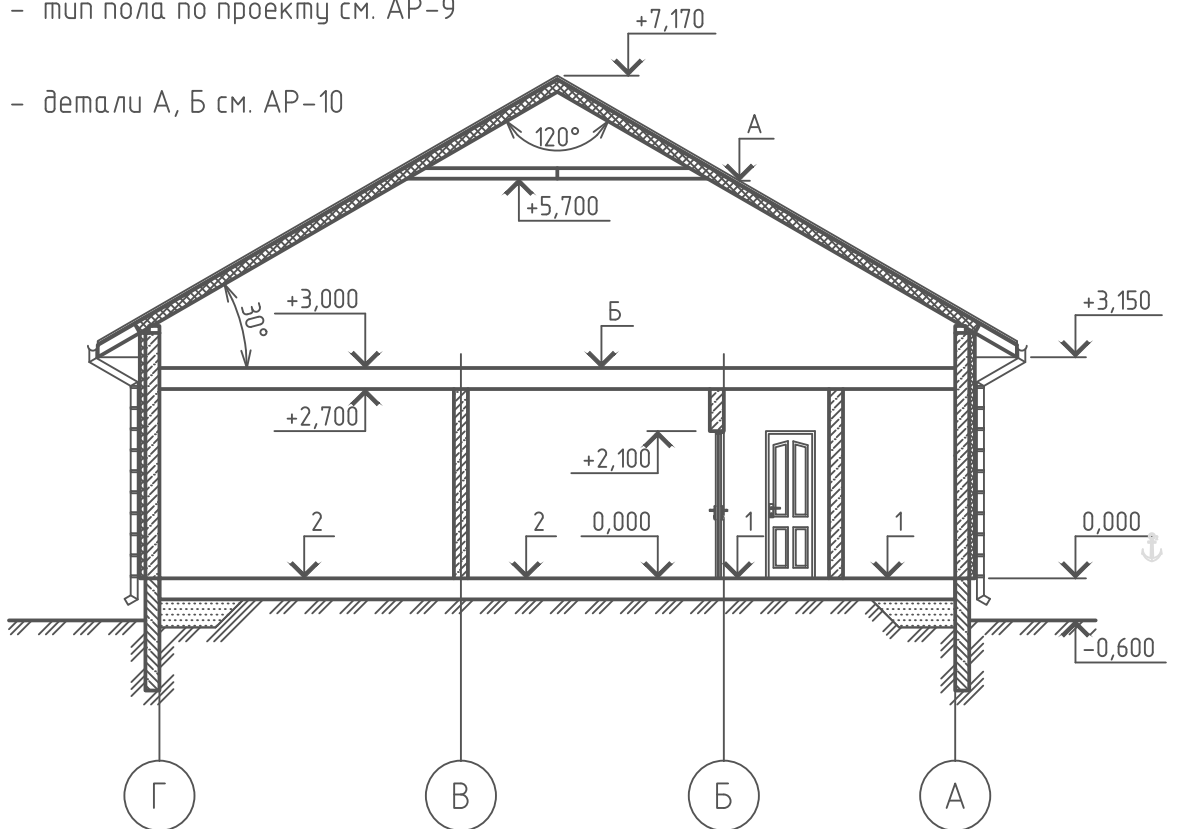 - тип пола по проекту см. АР-9
+7,170
- детали А, Б см. АР-10
А
120°
+5,700
30°
+3,000
Б
+3,150
+2,700
+2,100
2
2
0,000
1
1
0,000
-0,600
Г
В
Б
А